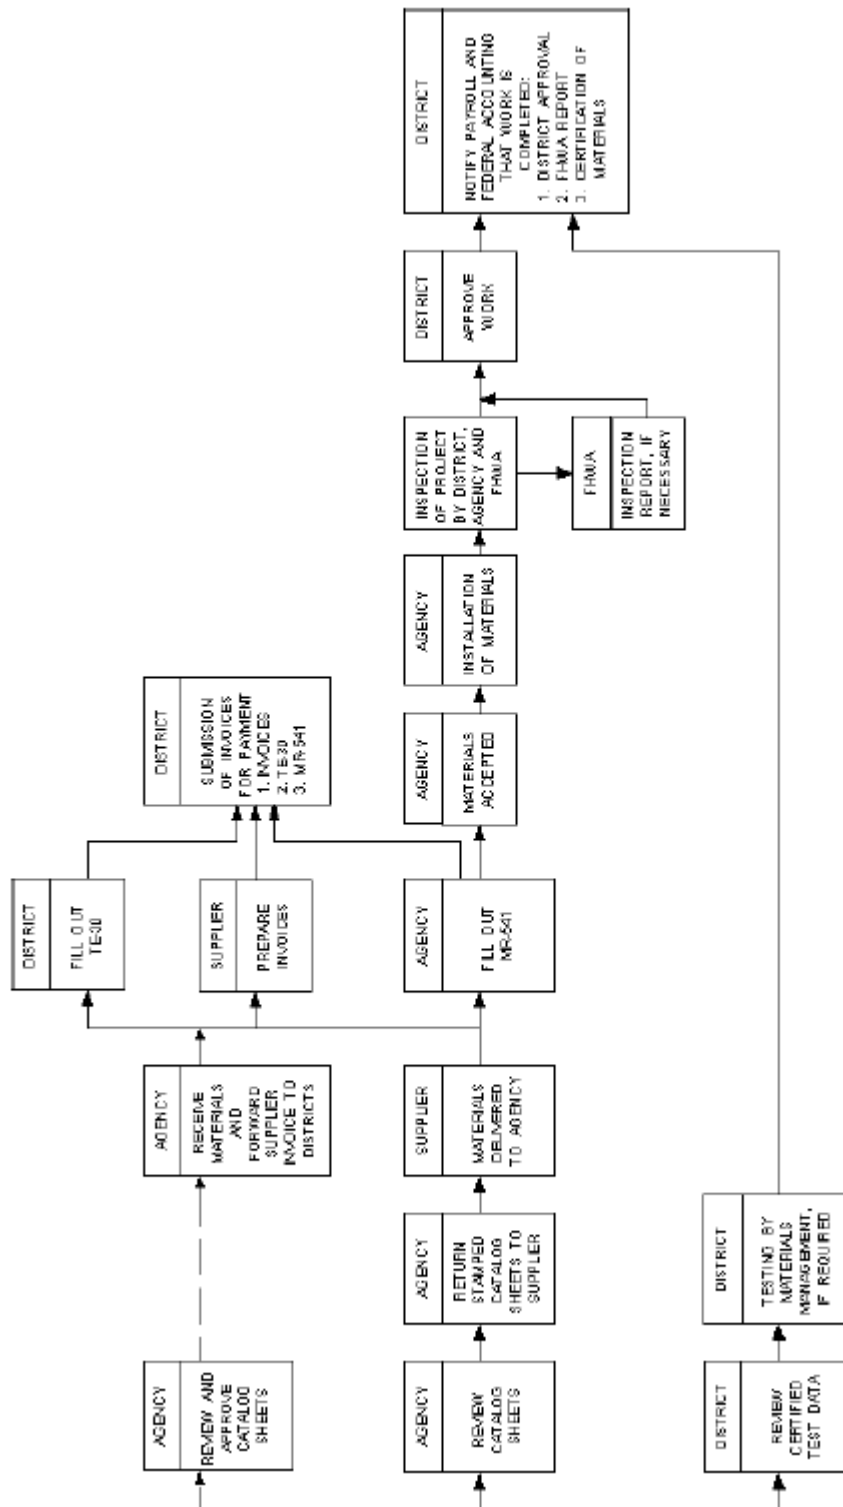 DISTRICT
NOTIFY PAYROLL AND
FEDERAL ACCOUNTING
THAT WORK IS
COMPLETED:
1. DISTRICT APPROVAL
2. FHWA REPORT
3. CERTIFICATION OF
MATERIALS
DISTRICT
APPROVE
WORK
INSPECTION
OF PROJECT
BY DISTRICT,
AGENCY AND
FHWA
FHWA
INSPECTION
REPORT, IF
NECESSARY
AGENCY
INSTALLATION
OF MATERIALS
DISTRICT
SUBMISSION
OF INVOICES
FOR PAYMENT
1. INVOICES
2. TE-30
3. MR-541
AGENCY
MATERIALS
ACCEPTED
DISTRICT
FILL OUT
TE-30
SUPPLIER
PREPARE
INVOICES
AGENCY
FILL OUT
MR-541
AGENCY
RECEIVE
MATERIALS
AND
FORWARD
SUPPLIER
INVOICE TO
DISTRICTS
SUPPLIER
MATERIALS
DELIVERED
TO AGENCY
AGENCY
RETURN
STAMPED
CATALOG
SHEETS TO
SUPPLIER
DISTRICT
TESTING BY
MATERIALS
MANAGEMENT,
IF REQUIRED
AGENCY
REVIEW AND
APPROVE
CATALOG
SHEETS
AGENCY
REVIEW
CATALOG
SHEETS
DISTRICT
REVIEW
CERTIFIED
TEST DATA